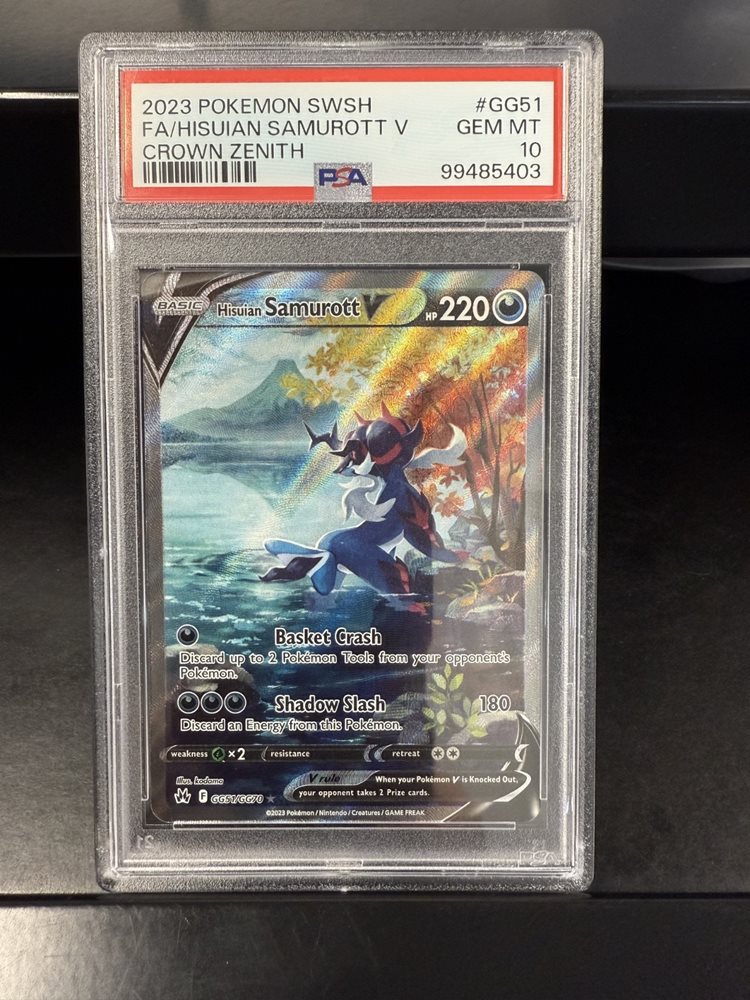 2023 POKEMON SWSH #GG51
FA/HISUIAN SAMUROTT V GEM MT
CROWN ZENITH 10
PSA 99485403
BASIC Hisuian Samurott V HP 220
Basket Crash
Discard up to 2 Pokémon Tools from your opponent's
Pokémon.
Shadow Slash 180
Discard an Energy from this Pokémon.
weakness ×2 resistance retreat
V rule When your Pokémon V is Knocked Out,
your opponent takes 2 Prize cards.
Illus. kodama
F GG51/GG70 ★
©2023 Pokémon / Nintendo / Creatures / GAME FREAK